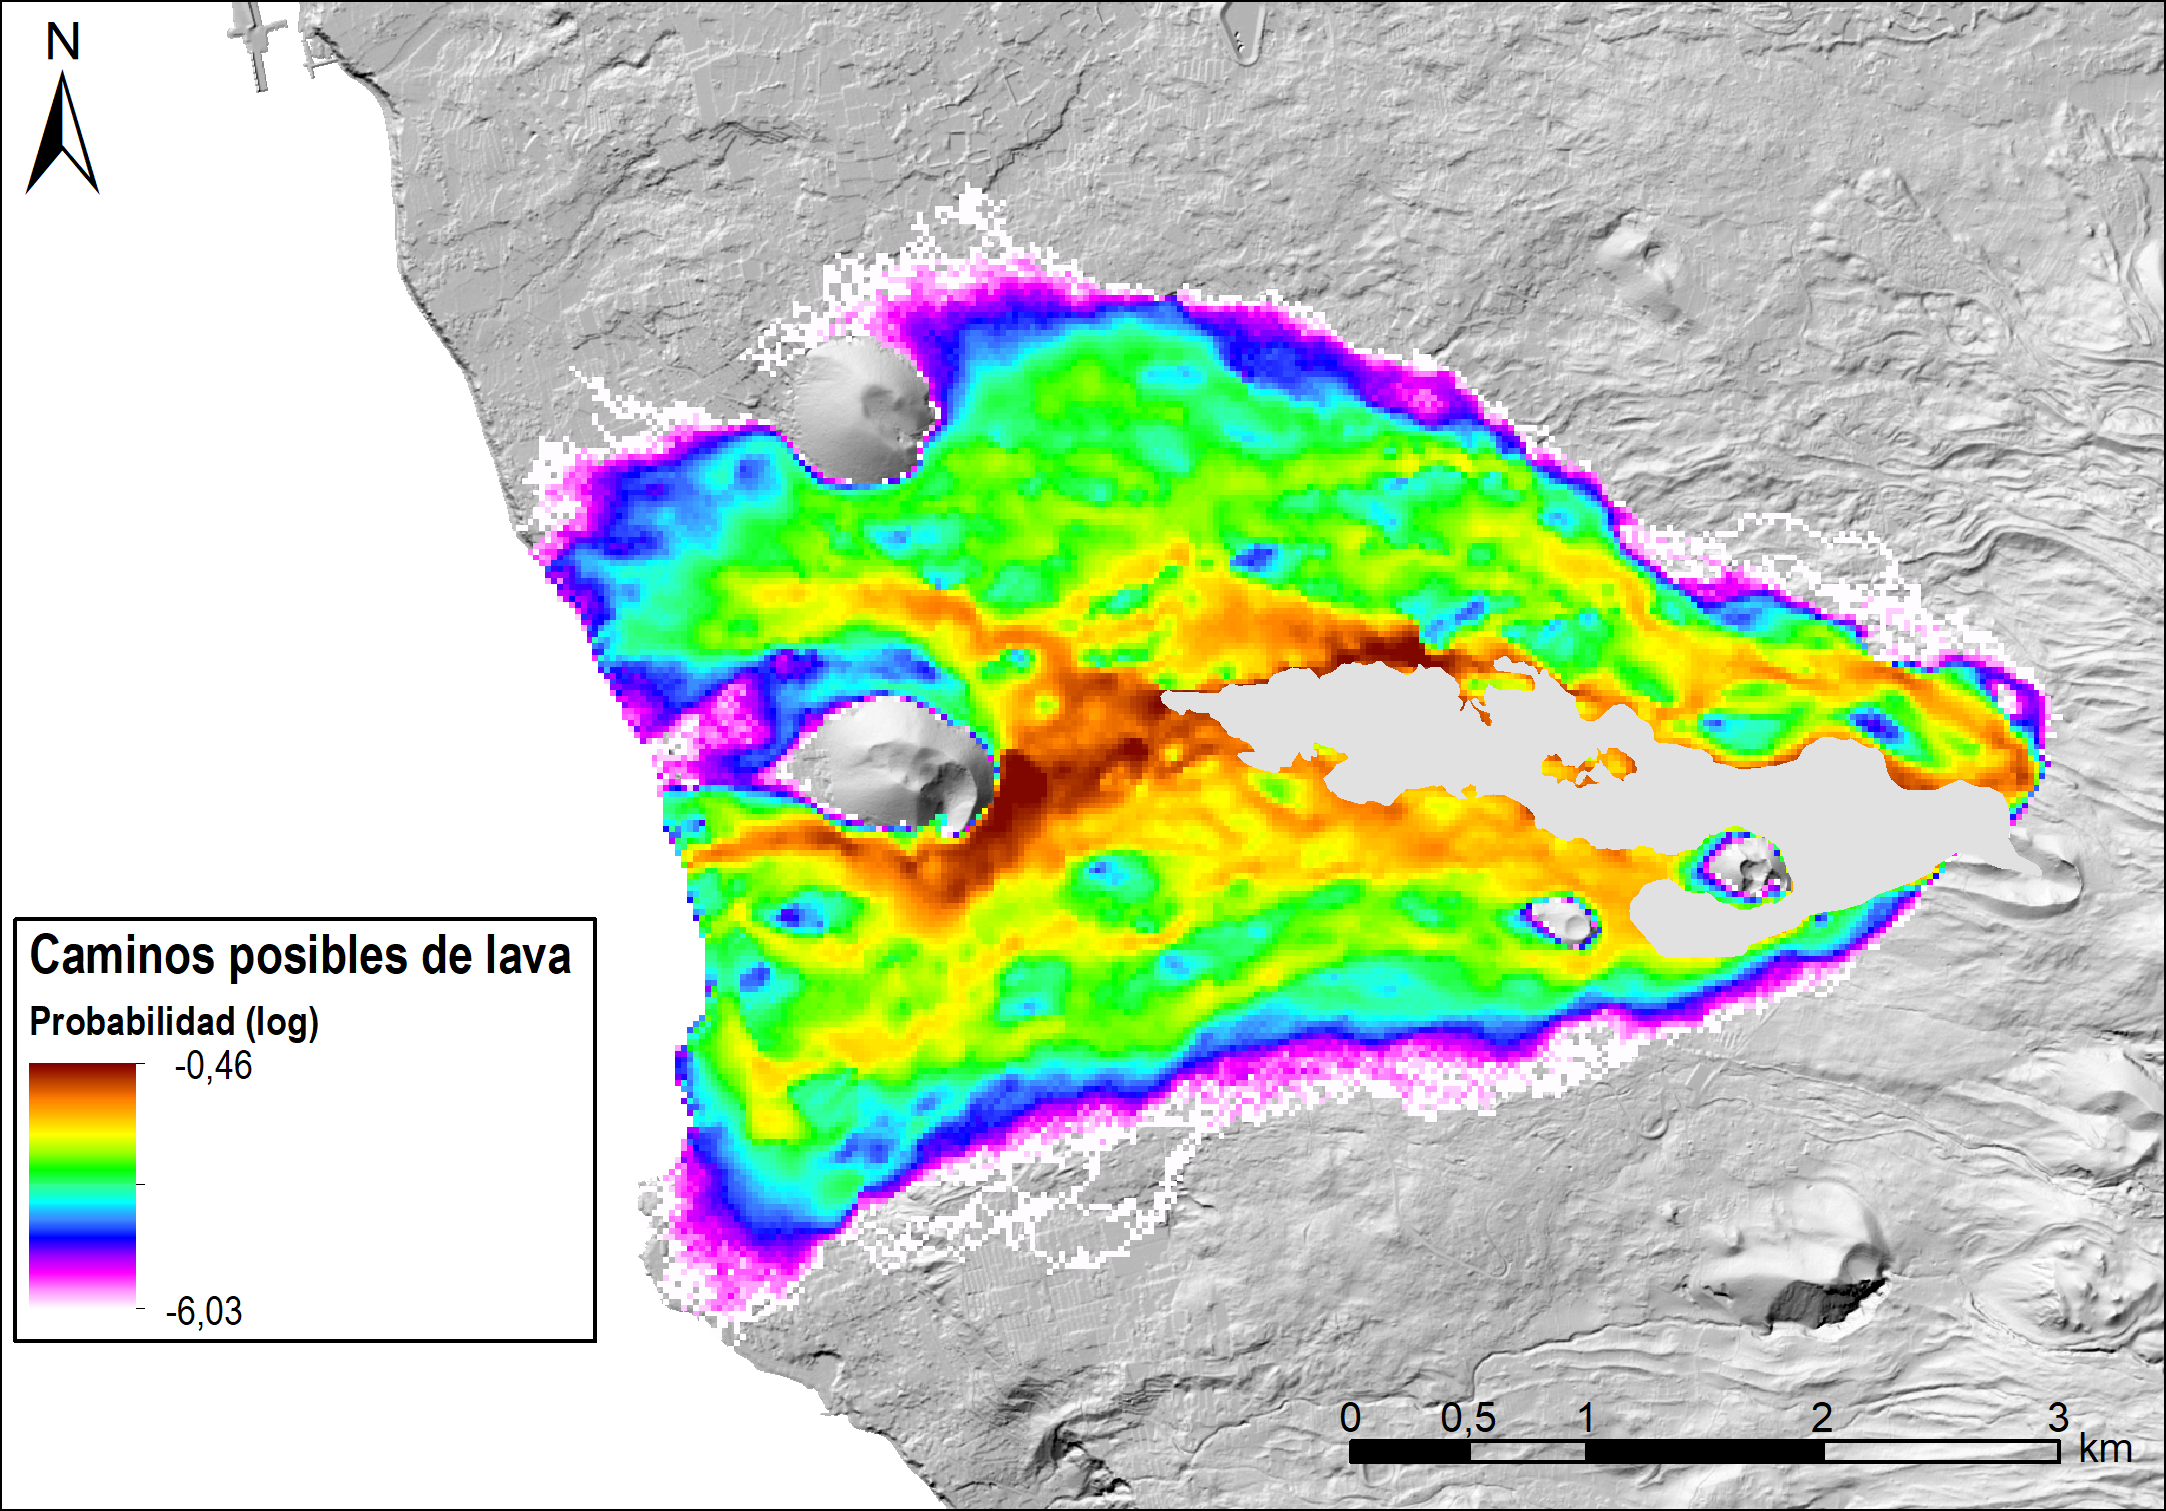 N
Caminos posibles de lava
Probabilidad (log)
-0,46
-6,03
0 0,5 1 2 3
km